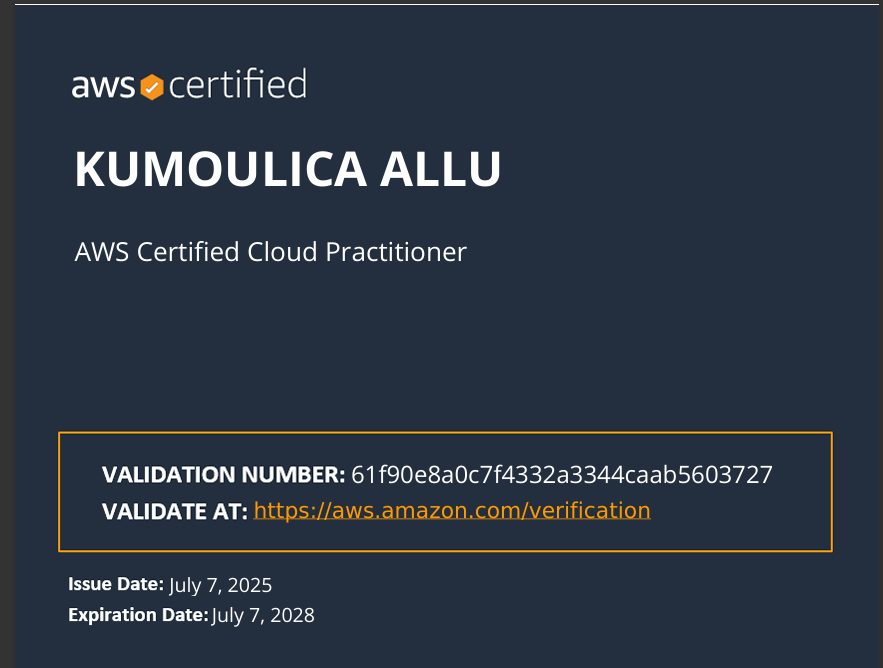 aws certified
KUMOULICA ALLU
AWS Certified Cloud Practitioner
VALIDATION NUMBER: 61f90e8a0c7f4332a3344caab5603727
VALIDATE AT: https://aws.amazon.com/verification
Issue Date: July 7, 2025
Expiration Date: July 7, 2028